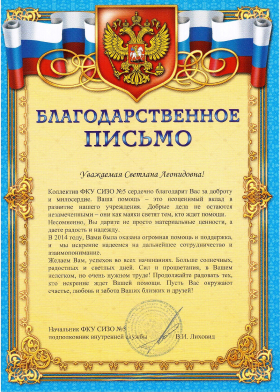 БЛАГОДАРСТВЕННОЕ
ПИСЬМО
Уважаемая Светлана Леонидовна!
Коллектив ФКУ СИЗО №5 сердечно благодарит Вас за доброту
и милосердие. Ваша помощь – это неоценимый вклад в
развитие нашего учреждения. Добрые дела не остаются
незамеченными – они как маяки светят тем, кто ждет помощи.
Несомненно, Вы дарите не просто материальные ценности, а
даете радость и надежду.
В 2014 году, Вами была оказана огромная помощь и поддержка,
и мы искренне надеемся на дальнейшее сотрудничество и
взаимопонимание.
Желаем Вам, успехов во всех начинаниях. Больше солнечных,
радостных и светлых дней. Сил и процветания, в Вашем
нелегком, но очень нужном труде! Продолжайте радовать тех,
кто искренне ждет Вашей помощи. Пусть Вас окружают
счастье, любовь и забота Ваших близких и друзей!
Начальник ФКУ СИЗО №5
подполковник внутренней службы В.Н. Лиховид